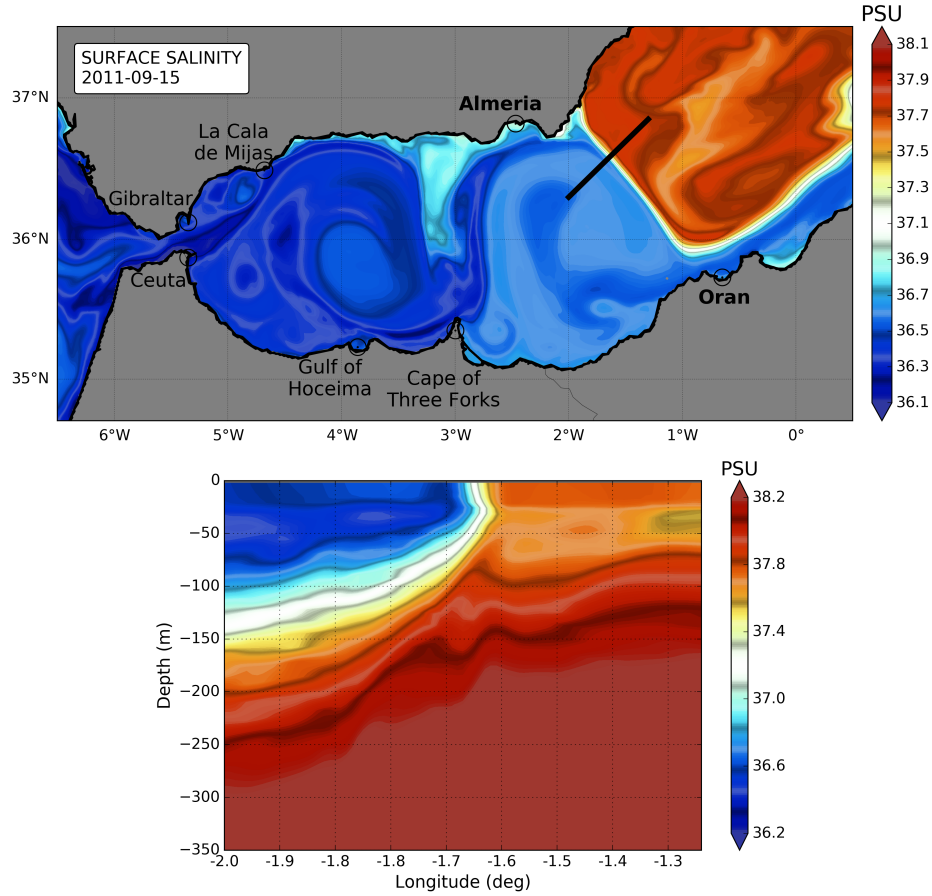 PSU
SURFACE SALINITY
2011-09-15
Almeria
La Cala
de Mijas
Gibraltar
Ceuta
Oran
Gulf of
Hoceima
Cape of
Three Forks
37°N
36°N
35°N
6°W 5°W 4°W 3°W 2°W 1°W 0°
38.1
37.9
37.7
37.5
37.3
37.1
36.9
36.7
36.5
36.3
36.1
PSU
0
−50
−100
−150
−200
−250
−300
−350
Depth (m)
-2.0 -1.9 -1.8 -1.7 -1.6 -1.5 -1.4 -1.3
Longitude (deg)
38.2
37.8
37.4
37.0
36.6
36.2